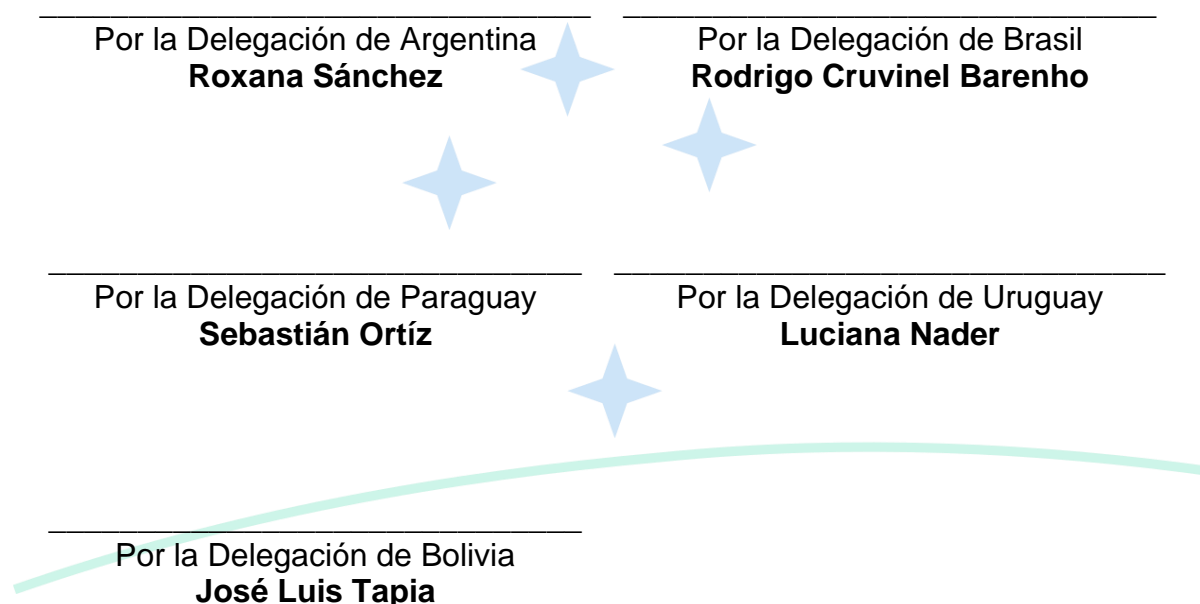 Por la Delegación de Argentina
Roxana Sánchez
Por la Delegación de Brasil
Rodrigo Cruvinel Barenho
Por la Delegación de Paraguay
Sebastián Ortíz
Por la Delegación de Uruguay
Luciana Nader
Por la Delegación de Bolivia
José Luis Tapia